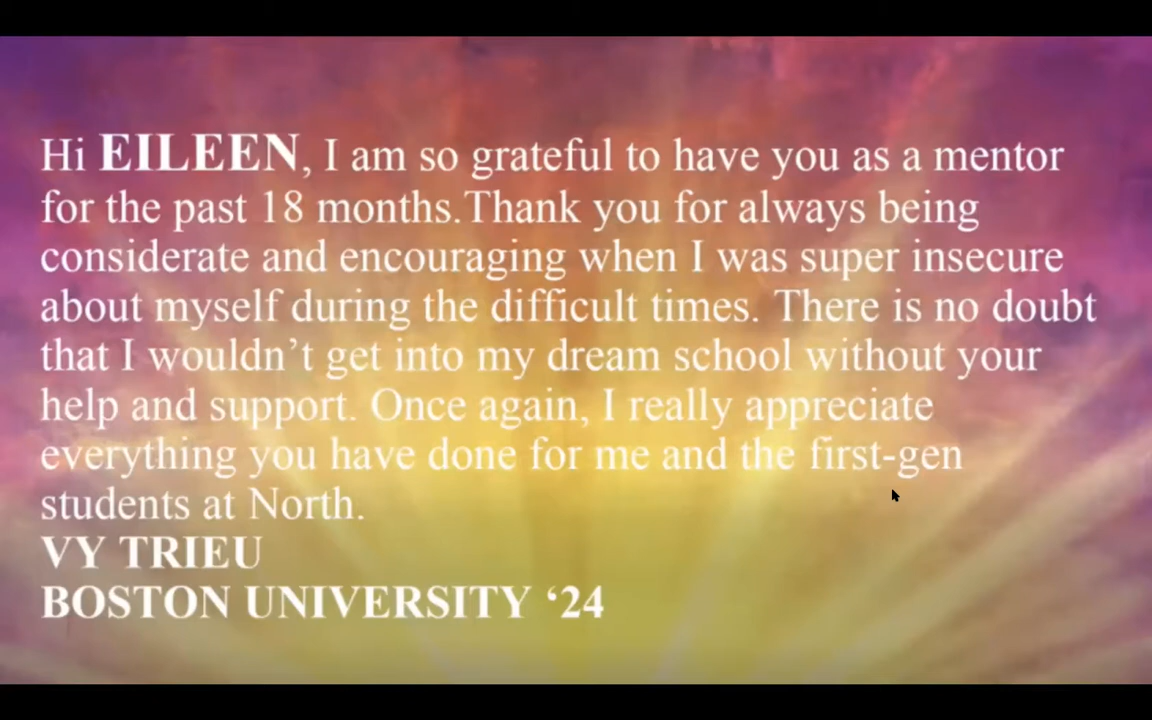 Hi EILEEN, I am so grateful to have you as a mentor
for the past 18 months.Thank you for always being
considerate and encouraging when I was super insecure
about myself during the difficult times. There is no doubt
that I wouldn’t get into my dream school without your
help and support. Once again, I really appreciate
everything you have done for me and the first-gen
students at North.
VY TRIEU
BOSTON UNIVERSITY ‘24